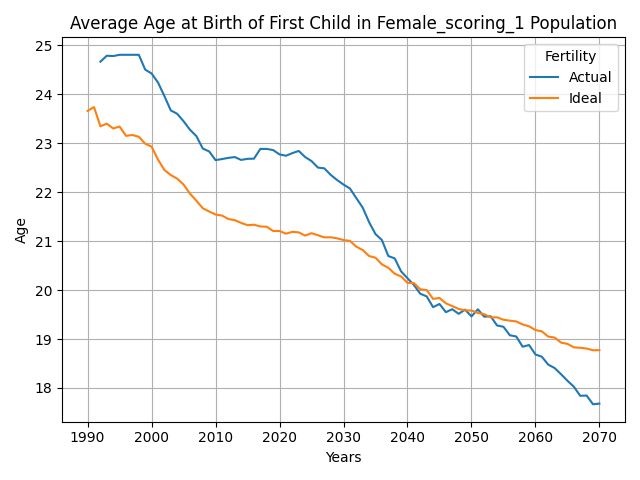 Average Age at Birth of First Child in Female_scoring_1 Population
Fertility
Actual
Ideal
Age
25
24
23
22
21
20
19
18
1990 2000 2010 2020 2030 2040 2050 2060 2070
Years